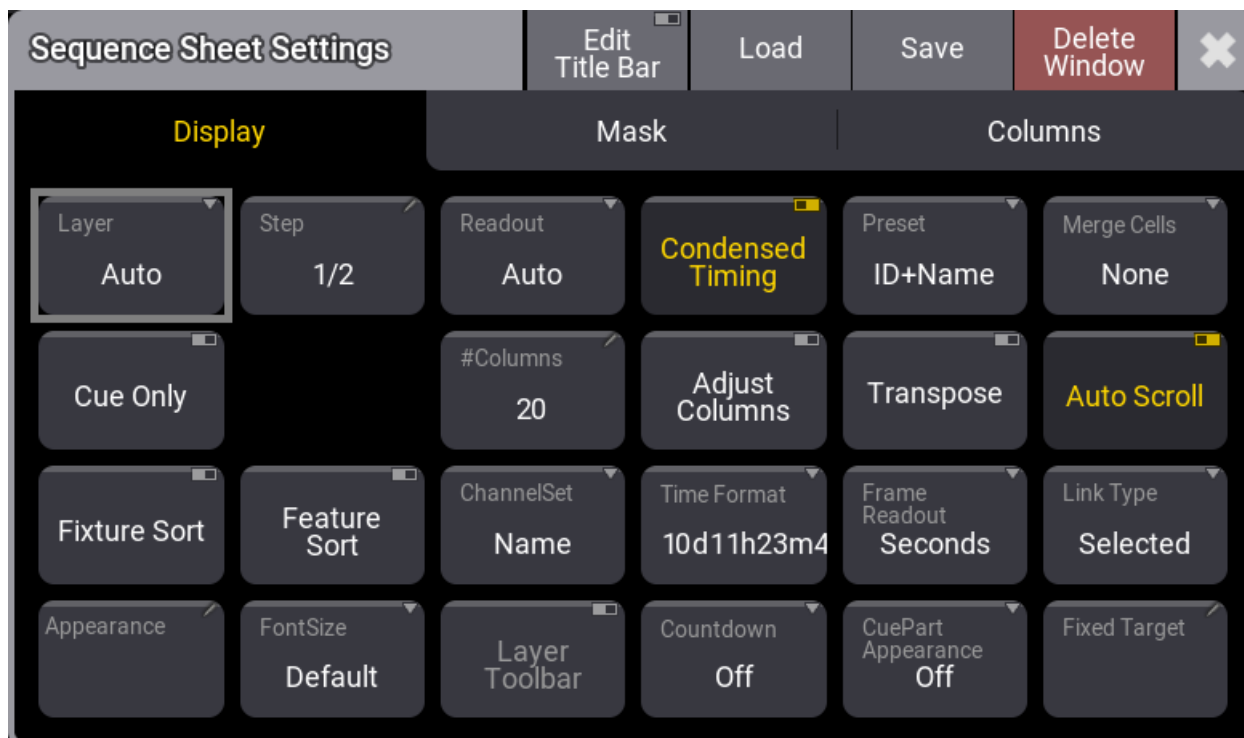 Sequence Sheet Settings
Edit
Title Bar
Load
Save
Delete
Window
Display
Mask
Columns
Layer
Auto
Step
1/2
Readout
Auto
Condensed
Timing
Preset
ID+Name
Merge Cells
None
Cue Only
#Columns
20
Adjust
Columns
Transpose
Auto Scroll
Fixture Sort
Feature
Sort
ChannelSet
Name
Time Format
10d11h23m4
Frame
Readout
Seconds
Link Type
Selected
Appearance
FontSize
Default
Layer
Toolbar
Countdown
Off
CuePart
Appearance
Off
Fixed Target